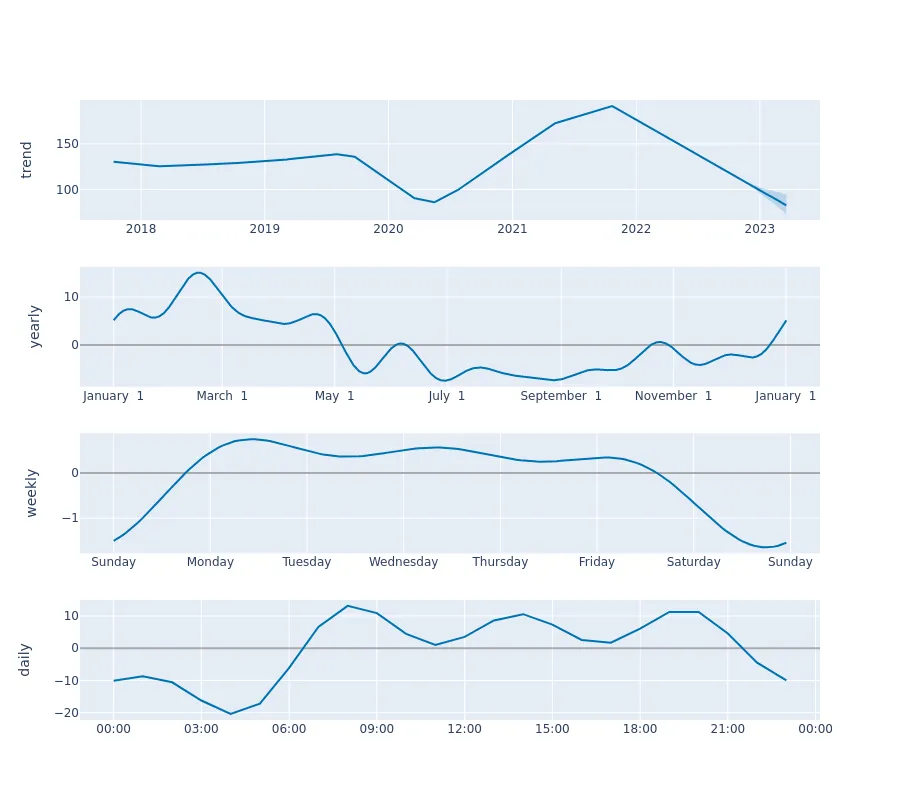 trend
150
100
2018 2019 2020 2021 2022 2023
yearly
10
0
January 1 March 1 May 1 July 1 September 1 November 1 January 1
weekly
0
−1
Sunday Monday Tuesday Wednesday Thursday Friday Saturday Sunday
daily
10
0
−10
−20
00:00 03:00 06:00 09:00 12:00 15:00 18:00 21:00 00:00